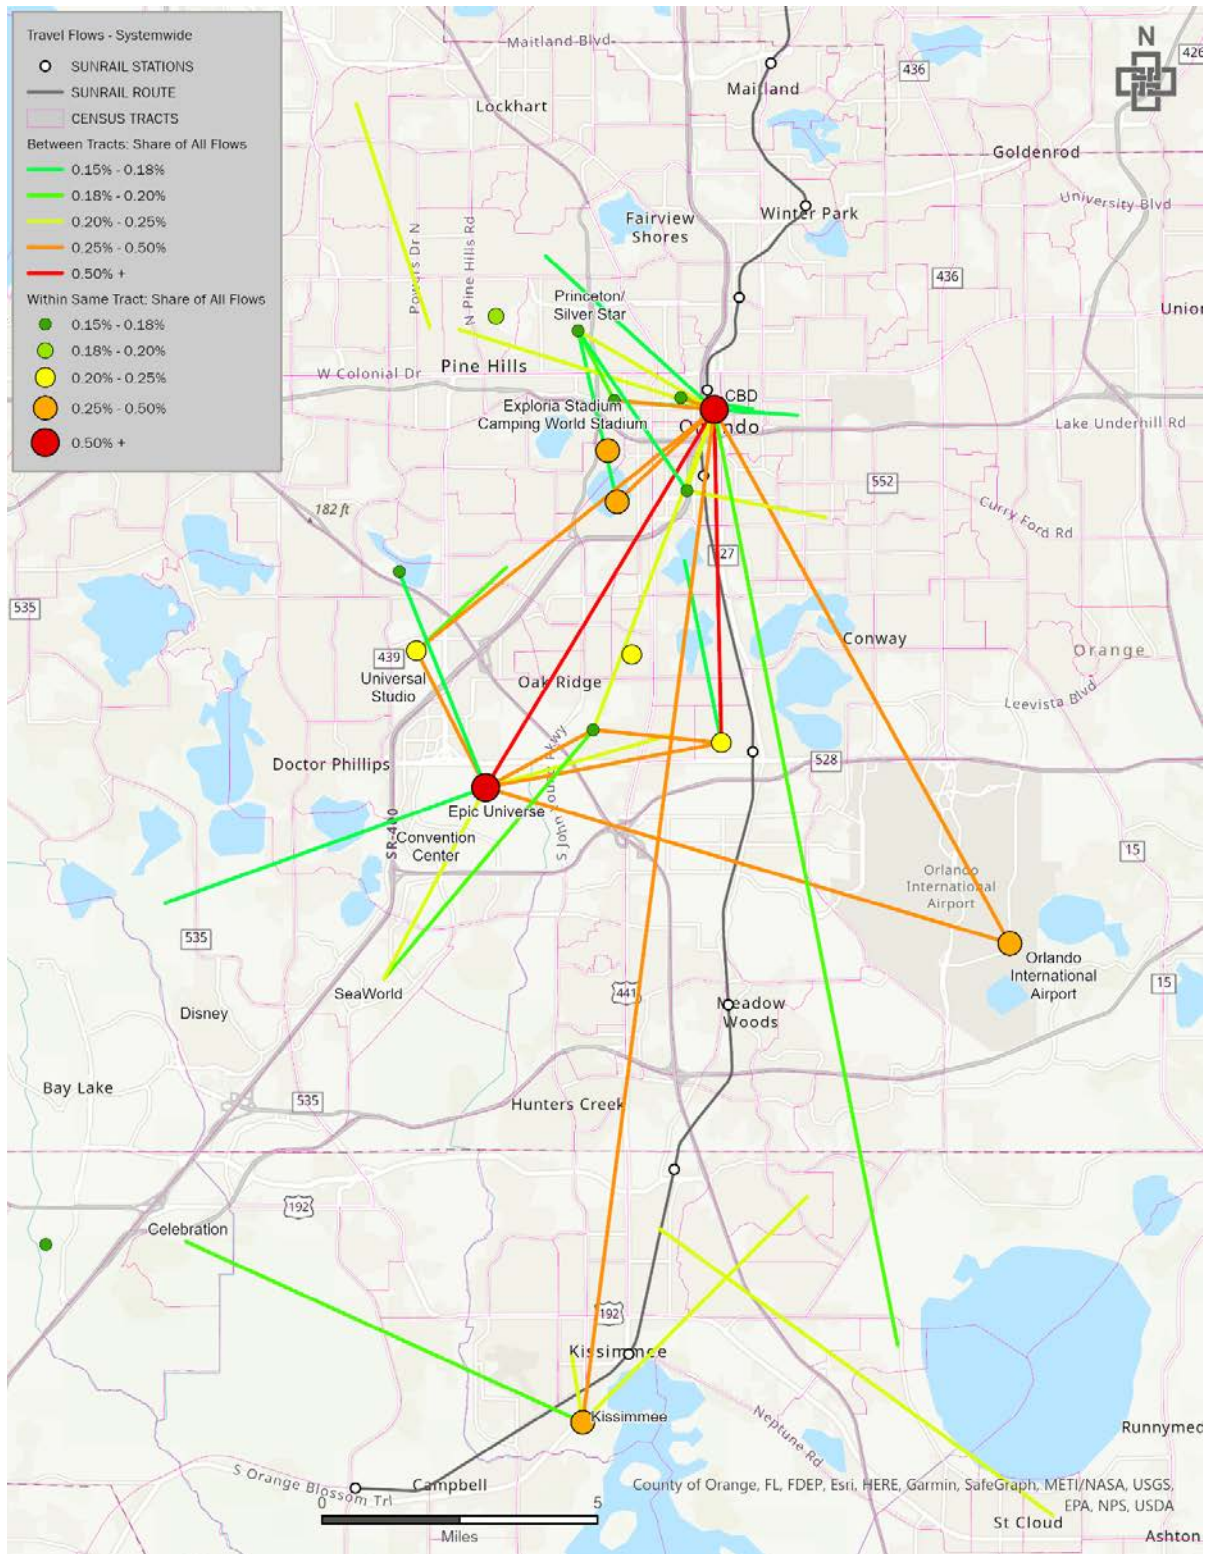 Travel Flows - Systemwide
SUNRAIL STATIONS
SUNRAIL ROUTE
CENSUS TRACTS
Between Tracts: Share of All Flows
0.15% - 0.18%
0.18% - 0.20%
0.20% - 0.25%
0.25% - 0.50%
0.50% +
Within Same Tract: Share of All Flows
0.15% - 0.18%
0.18% - 0.20%
0.20% - 0.25%
0.25% - 0.50%
0.50% +
N
Maitland Blvd
426
436
Maitland
Lockhart
Goldenrod
University Blvd
Winter Park
Fairview
Shores
Powers Dr N
N Pine Hills Rd
436
Princeton/
Silver Star
Union
Pine Hills
W Colonial Dr
CBD
Exploria Stadium
Camping World Stadium
Orlando
Lake Underhill Rd
552
182 ft
Curry Ford Rd
527
535
Conway
439
Orange
Universal
Studio
Oak Ridge
Leevista Blvd
S John Young Pkwy
Doctor Phillips
528
Epic Universe
SR-400
Convention
Center
15
Orlando
International
Airport
535
Orlando
International
Airport
SeaWorld
441
15
Disney
Meadow
Woods
Bay Lake
535
Hunters Creek
192
Celebration
192
Kissimmee
Kissimmee
Neptune Rd
Runnymed
S Orange Blossom Trl
Campbell
County of Orange, FL, FDEP, Esri, HERE, Garmin, SafeGraph, METI/NASA, USGS,
EPA, NPS, USDA
0
5
Miles
St Cloud
Ashton